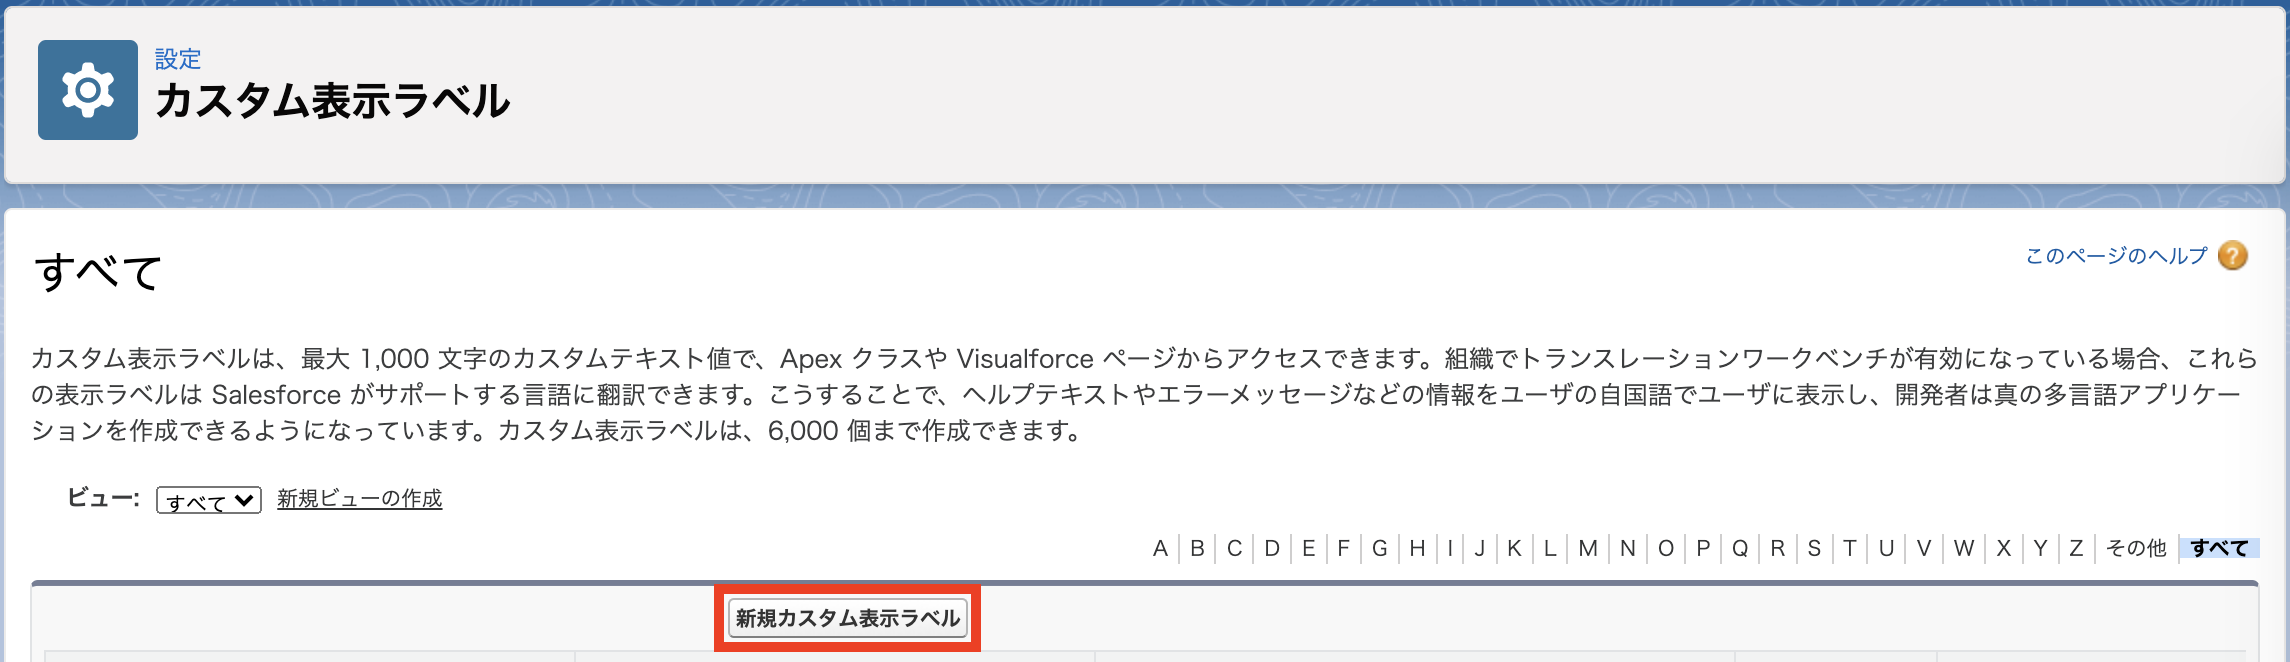 設定
カスタム表示ラベル
すべて
このページのヘルプ ?
カスタム表示ラベルは、最大 1,000 文字のカスタムテキスト値で、Apex クラスや Visualforce ページからアクセスできます。組織でトランスレーションワークベンチが有効になっている場合、これら
の表示ラベルは Salesforce がサポートする言語に翻訳できます。こうすることで、ヘルプテキストやエラーメッセージなどの情報をユーザの自国語でユーザに表示し、開発者は真の多言語アプリケー
ションを作成できるようになっています。カスタム表示ラベルは、6,000 個まで作成できます。
ビュー: すべて 新規ビューの作成
A | B | C | D | E | F | G | H | I | J | K | L | M | N | O | P | Q | R | S | T | U | V | W | X | Y | Z | その他 | すべて
新規カスタム表示ラベル